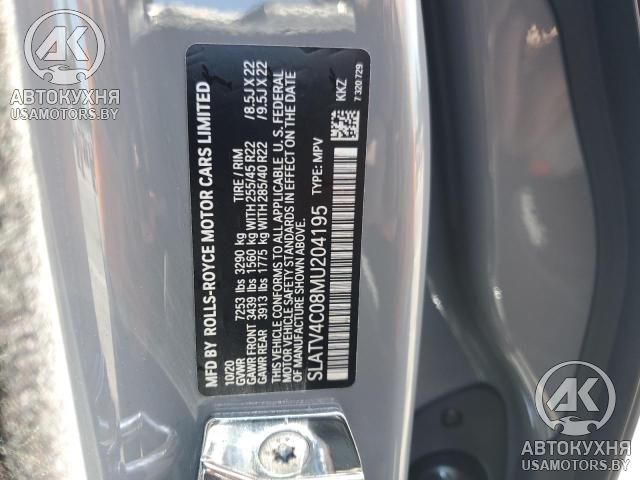 MFD BY ROLLS-ROYCE MOTOR CARS LIMITED
10/20 TIRE / RIM
GVWR 7253 lbs 3290 kg
GAWR FRONT 3439 lbs 1560 kg WITH 255/45 R22 /8.5J X 22
GAWR REAR 3913 lbs 1775 kg WITH 285/40 R22 /9.5J X 22
THIS VEHICLE CONFORMS TO ALL APPLICABLE U.S. FEDERAL
MOTOR VEHICLE SAFETY STANDARDS IN EFFECT ON THE DATE
OF MANUFACTURE SHOWN ABOVE.
SLATV4C08MU204195 TYPE: MPV
KKZ
7 320 729
АК
АВТОКУХНЯ
USAMOTORS.BY
АК
АВТОКУХНЯ
USAMOTORS.BY